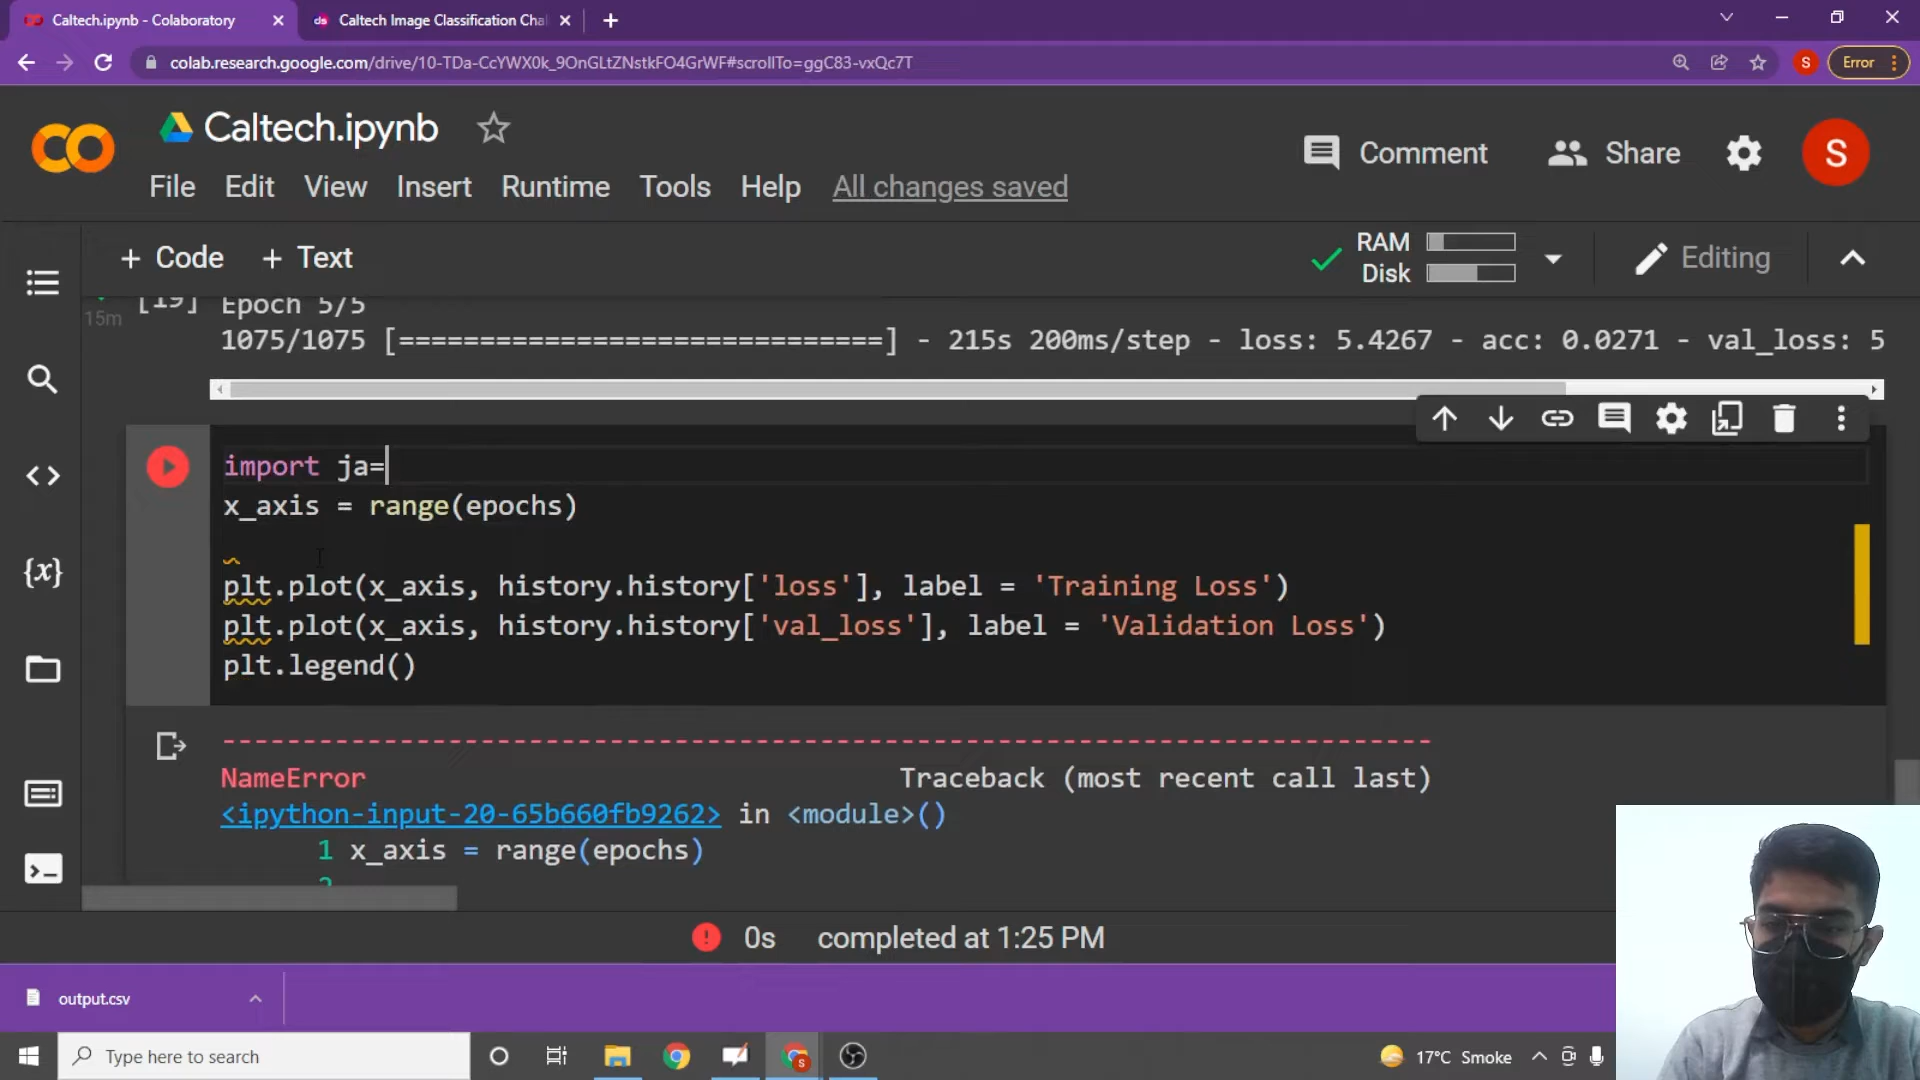 Caltech.ipynb - Colaboratory
ds Caltech Image Classification Cha
colab.research.google.com/drive/10-TDa-CcYWX0k_9OnGLtZNstkFO4GrWF#scrollTo=ggC83-vxQc7T
S Error
Caltech.ipynb
Comment Share S
File Edit View Insert Runtime Tools Help All changes saved
+ Code + Text
RAM
Disk
Editing
[19]
15m
Epoch 5/5
1075/1075 [==============================] - 215s 200ms/step - loss: 5.4267 - acc: 0.0271 - val_loss: 5
import ja=
x_axis = range(epochs)
plt.plot(x_axis, history.history['loss'], label = 'Training Loss')
plt.plot(x_axis, history.history['val_loss'], label = 'Validation Loss')
plt.legend()
{x}
---------------------------------------------------------------------------
NameError Traceback (most recent call last)
<ipython-input-20-65b660fb9262> in <module>()
1 x_axis = range(epochs)
2
0s completed at 1:25 PM
output.csv
Type here to search
S
17°C Smoke